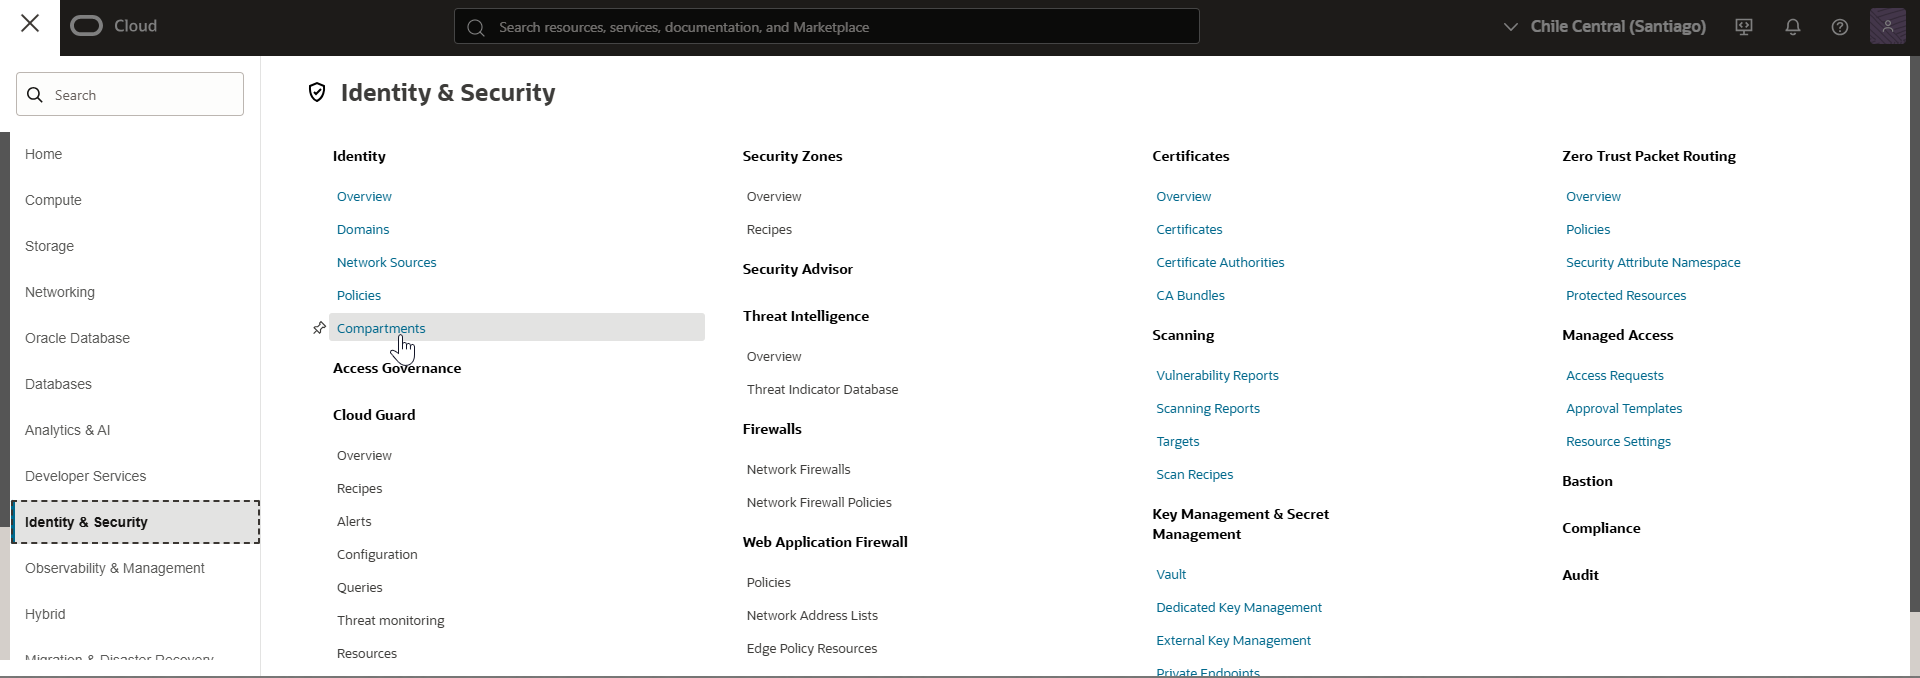 Cloud
Search resources, services, documentation, and Marketplace
Chile Central (Santiago)
Search
Home
Compute
Storage
Networking
Oracle Database
Databases
Analytics & AI
Developer Services
Identity & Security
Observability & Management
Hybrid
Migration & Disaster Recovery
Identity & Security
Identity
Overview
Domains
Network Sources
Policies
Compartments
Access Governance
Cloud Guard
Overview
Recipes
Alerts
Configuration
Queries
Threat monitoring
Resources
Security Zones
Overview
Recipes
Security Advisor
Threat Intelligence
Overview
Threat Indicator Database
Firewalls
Network Firewalls
Network Firewall Policies
Web Application Firewall
Policies
Network Address Lists
Edge Policy Resources
Certificates
Overview
Certificates
Certificate Authorities
CA Bundles
Scanning
Vulnerability Reports
Scanning Reports
Targets
Scan Recipes
Key Management & Secret
Management
Vault
Dedicated Key Management
External Key Management
Private Endpoints
Zero Trust Packet Routing
Overview
Policies
Security Attribute Namespace
Protected Resources
Managed Access
Access Requests
Approval Templates
Resource Settings
Bastion
Compliance
Audit